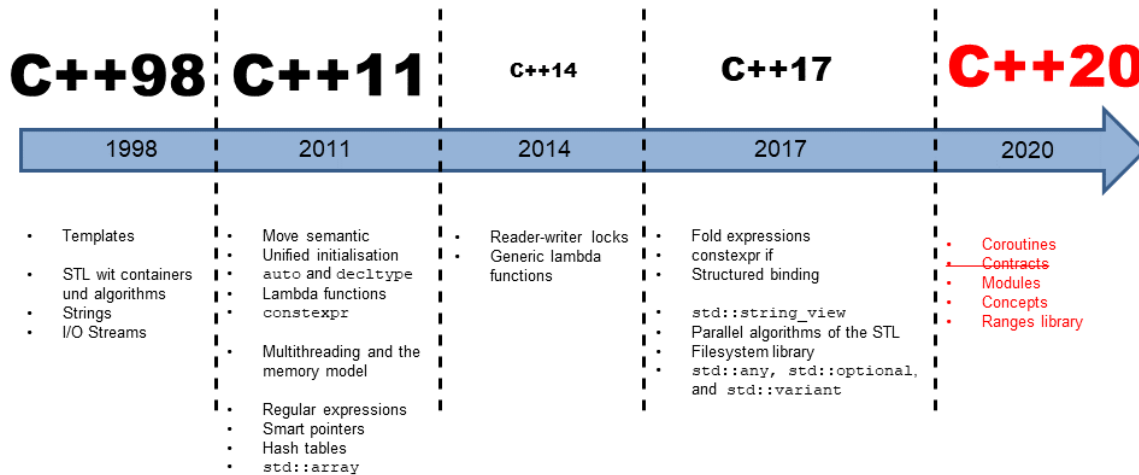 C++98
C++11
C++14
C++17
C++20
1998
2011
2014
2017
2020
• Templates
• STL wit containers
und algorithms
• Strings
• I/O Streams
• Move semantic
• Unified initialisation
• auto and decltype
• Lambda functions
• constexpr
• Multithreading and the
memory model
• Regular expressions
• Smart pointers
• Hash tables
• std::array
• Reader-writer locks
• Generic lambda
functions
• Fold expressions
• constexpr if
• Structured binding
• std::string_view
• Parallel algorithms of the STL
• Filesystem library
• std::any, std::optional,
and std::variant
• Coroutines
• Contracts
• Modules
• Concepts
• Ranges library